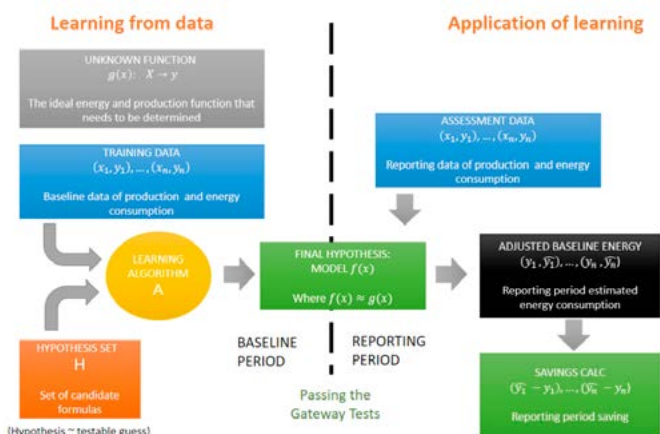 Learning from data
Application of learning
UNKNOWN FUNCTION
g(x): X → y
The ideal energy and production function that
needs to be determined
TRAINING DATA
(x₁, y₁), ..., (xₙ, yₙ)
Baseline data of production and energy
consumption
LEARNING
ALGORITHM
A
HYPOTHESIS SET
H
Set of candidate
formulas
(Hypothesis ~ testable guess)
FINAL HYPOTHESIS:
MODEL f(x)
Where f(x) ≈ g(x)
BASELINE
PERIOD
REPORTING
PERIOD
Passing the
Gateway Tests
ASSESSMENT DATA
(x₁, y₁), ..., (xₙ, yₙ)
Reporting data of production and energy
consumption
ADJUSTED BASELINE ENERGY
(y₁, ȳ₁), ..., (yₙ, ȳₙ)
Reporting period estimated
energy consumption
SAVINGS CALC
(ȳ₁ − y₁), ..., (ȳₙ − yₙ)
Reporting period saving